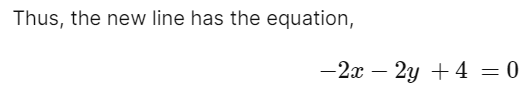 Thus, the new line has the equation,
−2x − 2y + 4 = 0